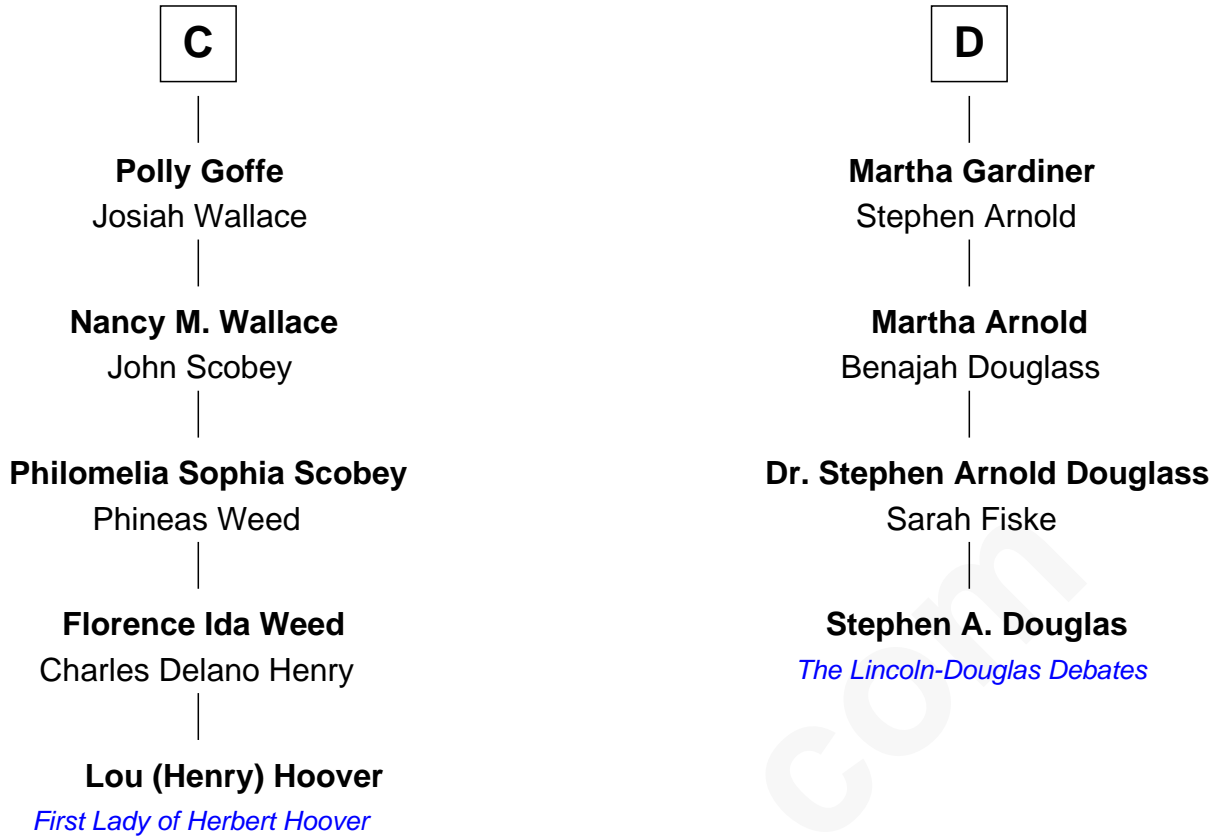 C
Polly Goffe
Josiah Wallace
Nancy M. Wallace
John Scobey
Philomelia Sophia Scobey
Phineas Weed
Florence Ida Weed
Charles Delano Henry
Lou (Henry) Hoover
First Lady of Herbert Hoover
D
Martha Gardiner
Stephen Arnold
Martha Arnold
Benajah Douglass
Dr. Stephen Arnold Douglass
Sarah Fiske
Stephen A. Douglas
The Lincoln-Douglas Debates
com